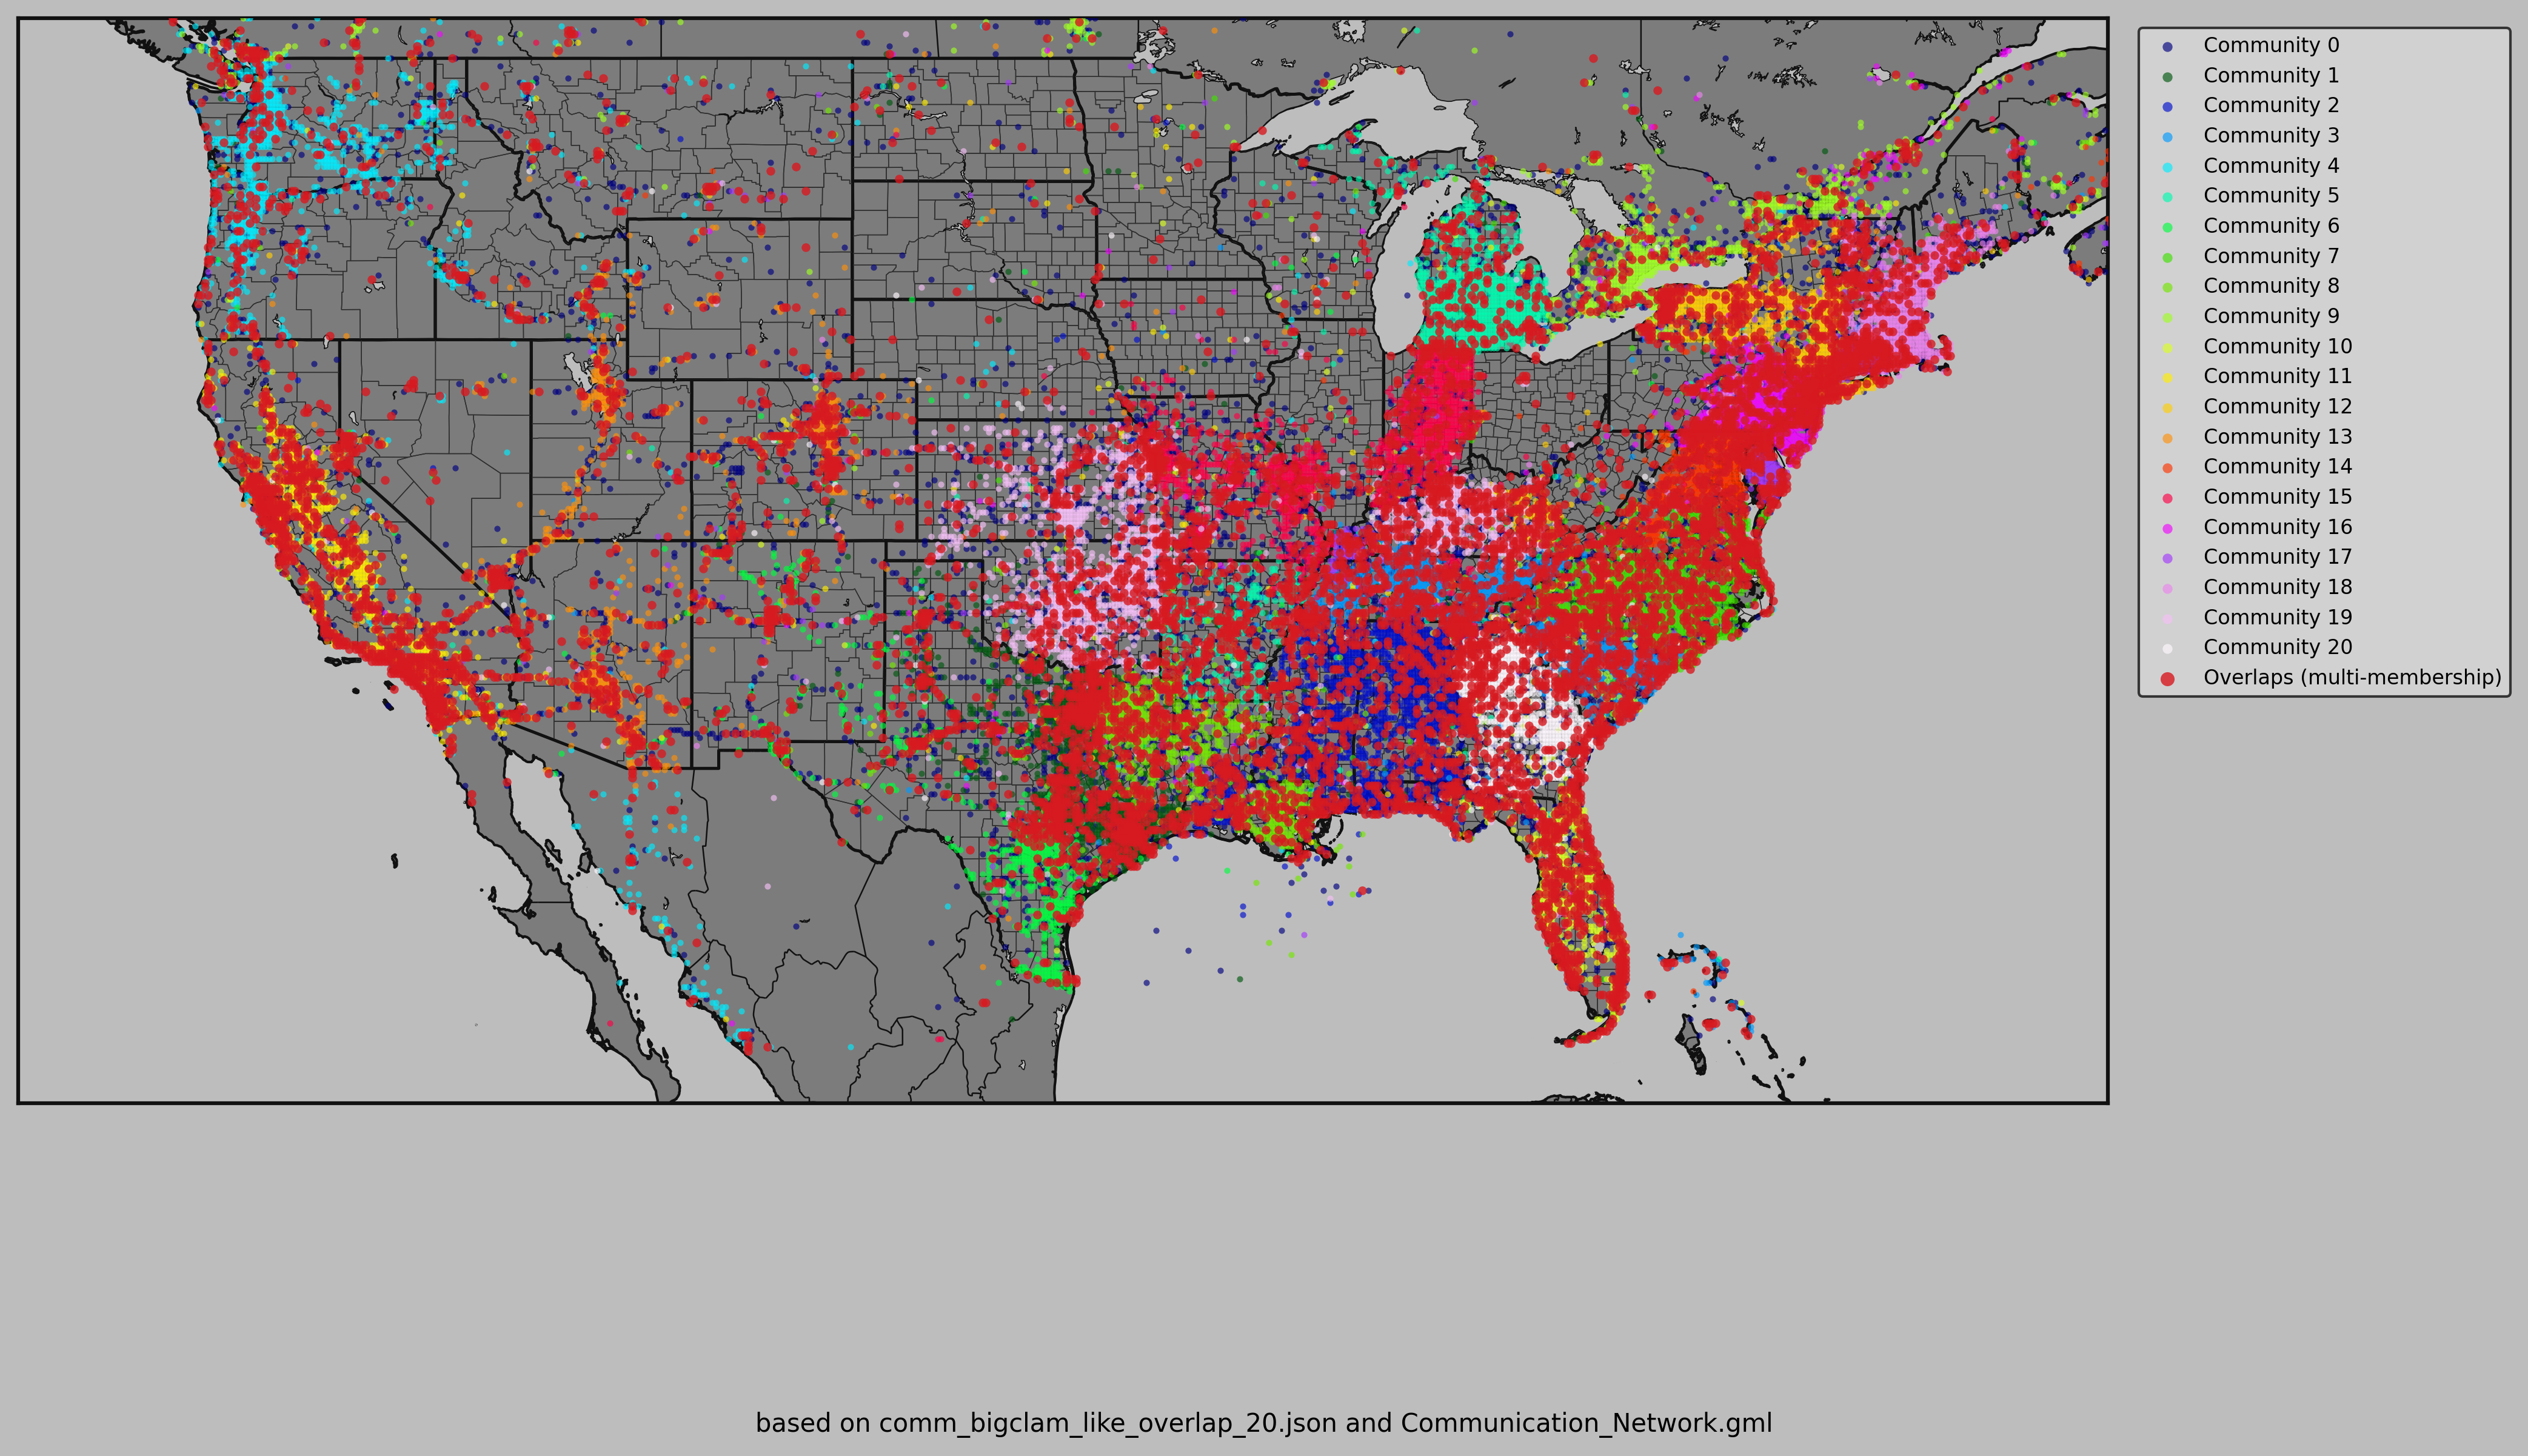 Community 0
Community 1
Community 2
Community 3
Community 4
Community 5
Community 6
Community 7
Community 8
Community 9
Community 10
Community 11
Community 12
Community 13
Community 14
Community 15
Community 16
Community 17
Community 18
Community 19
Community 20
Overlaps (multi-membership)
based on comm_bigclam_like_overlap_20.json and Communication_Network.gml